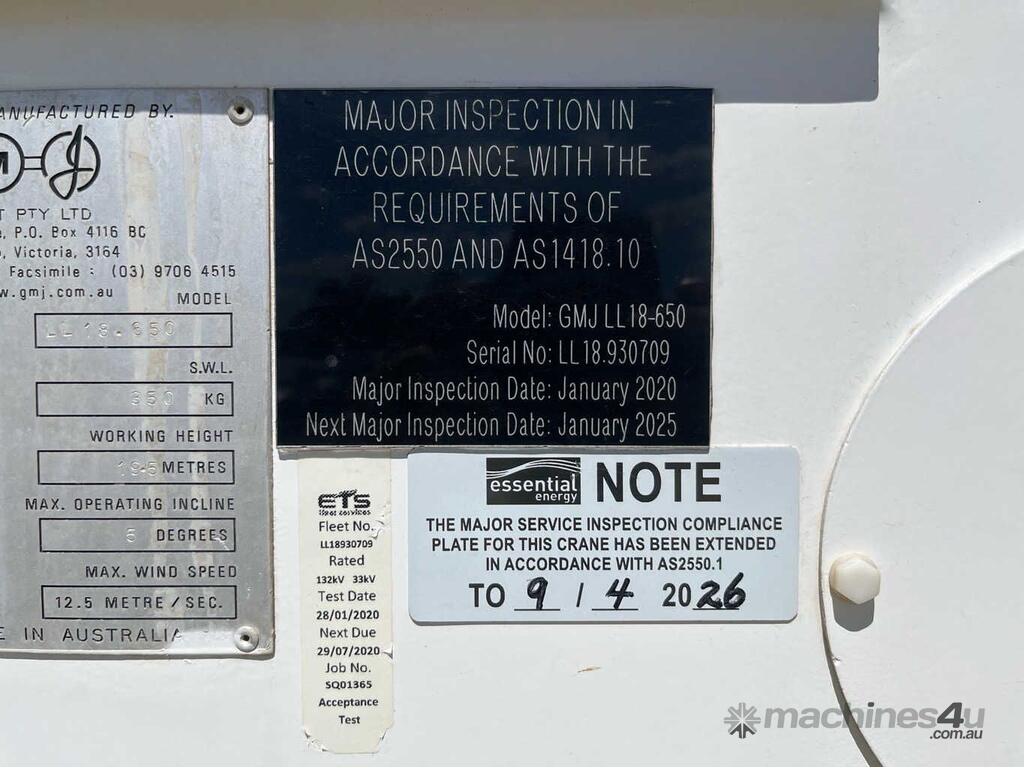 ANUFACTURED BY.
M J
T PTY LTD
P.O. Box 4116 BC
Victoria, 3164
Facsimile : (03) 9706 4515
w.gmj.com.au
MODEL
LL 18.650
S.W.L.
KG
WORKING HEIGHT
METRES
MAX. OPERATING INCLINE
5 DEGREES
MAX. WIND SPEED
12.5 METRE/SEC.
E IN AUSTRALIA
MAJOR INSPECTION IN
ACCORDANCE WITH THE
REQUIREMENTS OF
AS2550 AND AS1418.10
Model: GMJ LL18-650
Serial No: LL18.930709
Major Inspection Date: January 2020
Next Major Inspection Date: January 2025
ETS
Fleet No.
LL18930709
Rated
132kV 33kV
Test Date
28/01/2020
Next Due
29/07/2020
Job No.
SQ01365
Acceptance
Test
essential
energy
NOTE
THE MAJOR SERVICE INSPECTION COMPLIANCE
PLATE FOR THIS CRANE HAS BEEN EXTENDED
IN ACCORDANCE WITH AS2550.1
TO 9 / 4 2026
machines4u
.com.au